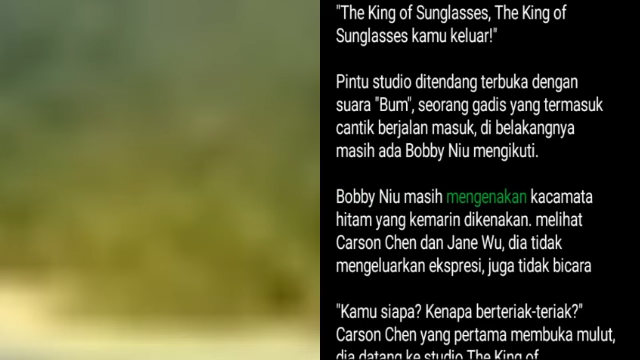 "The King of Sunglasses, The King of
Sunglasses kamu keluar!"
Pintu studio ditendang terbuka dengan
suara "Bum", seorang gadis yang termasuk
cantik berjalan masuk, di belakangnya
masih ada Bobby Niu mengikuti.
Bobby Niu masih mengenakan kacamata
hitam yang kemarin dikenakan. melihat
Carson Chen dan Jane Wu, dia tidak
mengeluarkan ekspresi, juga tidak bicara
"Kamu siapa? Kenapa berteriak-teriak?"
Carson Chen yang pertama membuka mulut,
dia datang ke studio The King of